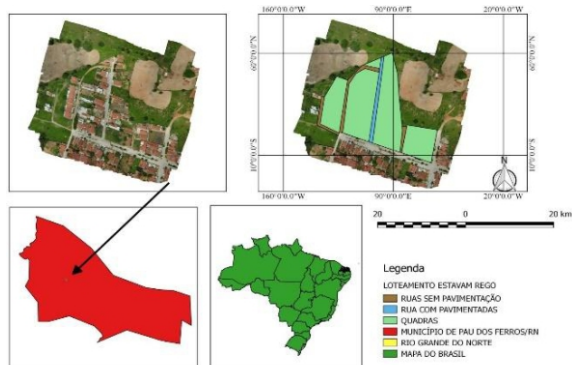 160°0'0.0"W 90°0'0.0"E 20°0'0.0"W
60°0'0.0"N 60°0'0.0"N
10°0'0.0"S 10°0'0.0"S
160°0'0.0"W 90°0'0.0"E 20°0'0.0"W
N
20 0 20 km
Legenda
LOTEAMENTO ESTAVAM REGO
RUAS SEM PAVIMENTAÇÃO
RUA COM PAVIMENTADAS
QUADRAS
MUNICÍPIO DE PAU DOS FERROS/RN
RIO GRANDE DO NORTE
MAPA DO BRASIL